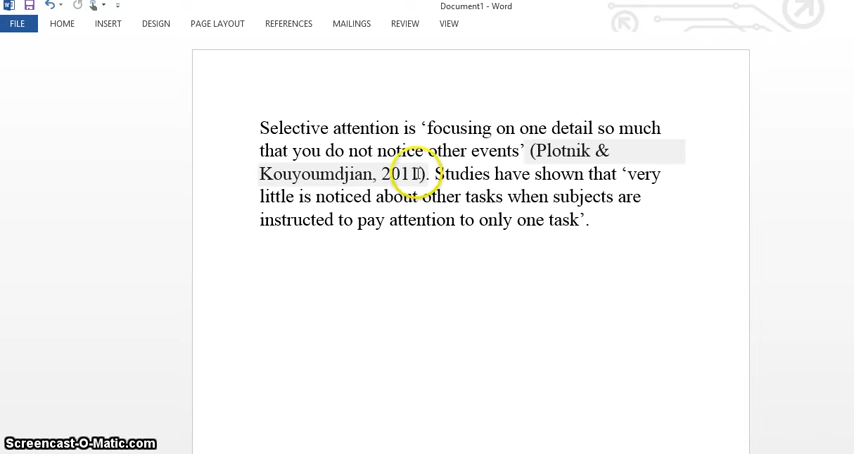 Document1 - Word
FILE HOME INSERT DESIGN PAGE LAYOUT REFERENCES MAILINGS REVIEW VIEW
Selective attention is ‘focusing on one detail so much
that you do not notice other events’ (Plotnik &
Kouyoumdjian, 2011). Studies have shown that ‘very
little is noticed about other tasks when subjects are
instructed to pay attention to only one task’.
Screencast-O-Matic.com